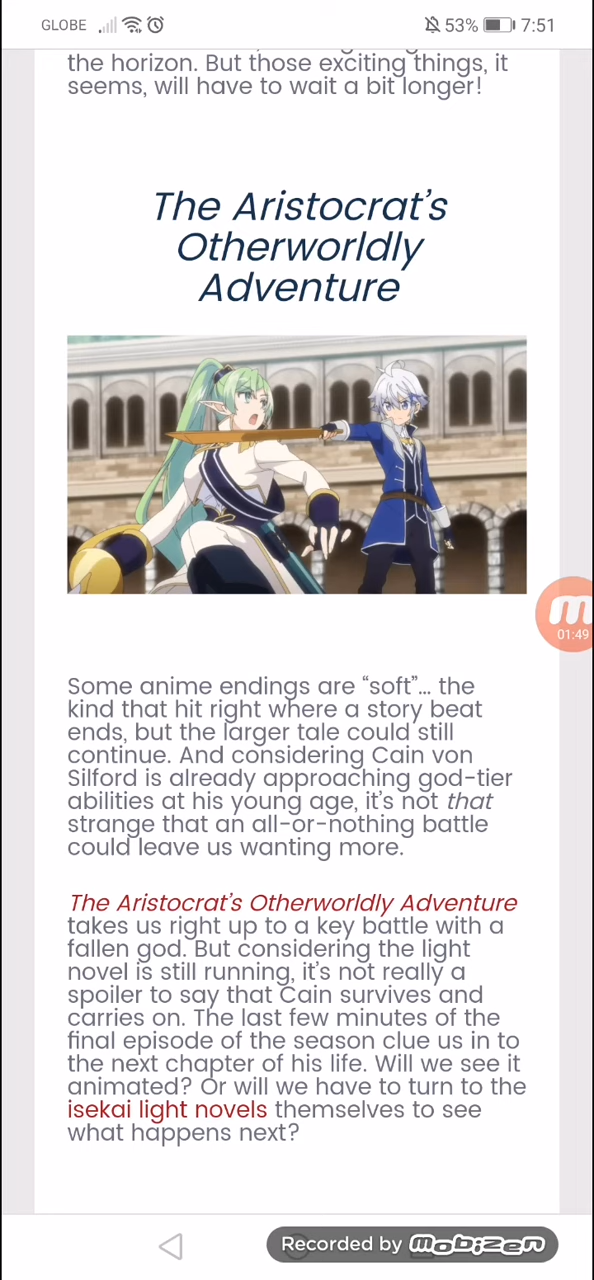 GLOBE 53% 7:51
the horizon. But those exciting things, it
seems, will have to wait a bit longer!
The Aristocrat's
Otherworldly
Adventure
01:49
Some anime endings are “soft”... the
kind that hit right where a story beat
ends, but the larger tale could still
continue. And considering Cain von
Silford is already approaching god-tier
abilities at his young age, it's not that
strange that an all-or-nothing battle
could leave us wanting more.
The Aristocrat's Otherworldly Adventure
takes us right up to a key battle with a
fallen god. But considering the light
novel is still running, it's not really a
spoiler to say that Cain survives and
carries on. The last few minutes of the
final episode of the season clue us in to
the next chapter of his life. Will we see it
animated? Or will we have to turn to the
isekai light novels themselves to see
what happens next?
Recorded by mobizen